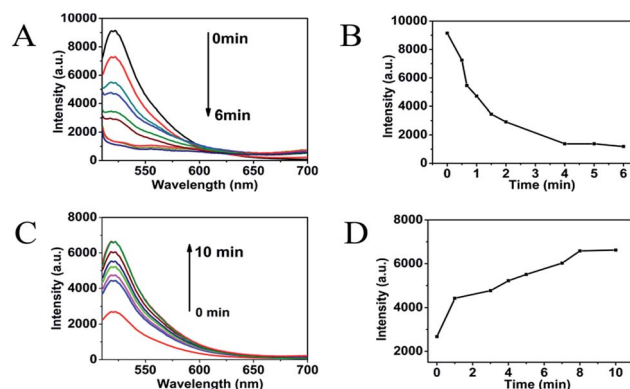 A
10000
8000
6000
4000
2000
0
0min
6min
550
600
650
700
Wavelength (nm)
Intensity (a.u.)
B
10000
8000
6000
4000
2000
0
0
1
2
3
4
5
6
Time (min)
Intensity (a.u.)
C
8000
6000
4000
2000
0
10 min
0 min
550
600
650
700
Wavelength (nm)
Intensity (a.u.)
D
8000
6000
4000
2000
0
2
4
6
8
10
Time (min)
Intensity (a.u.)